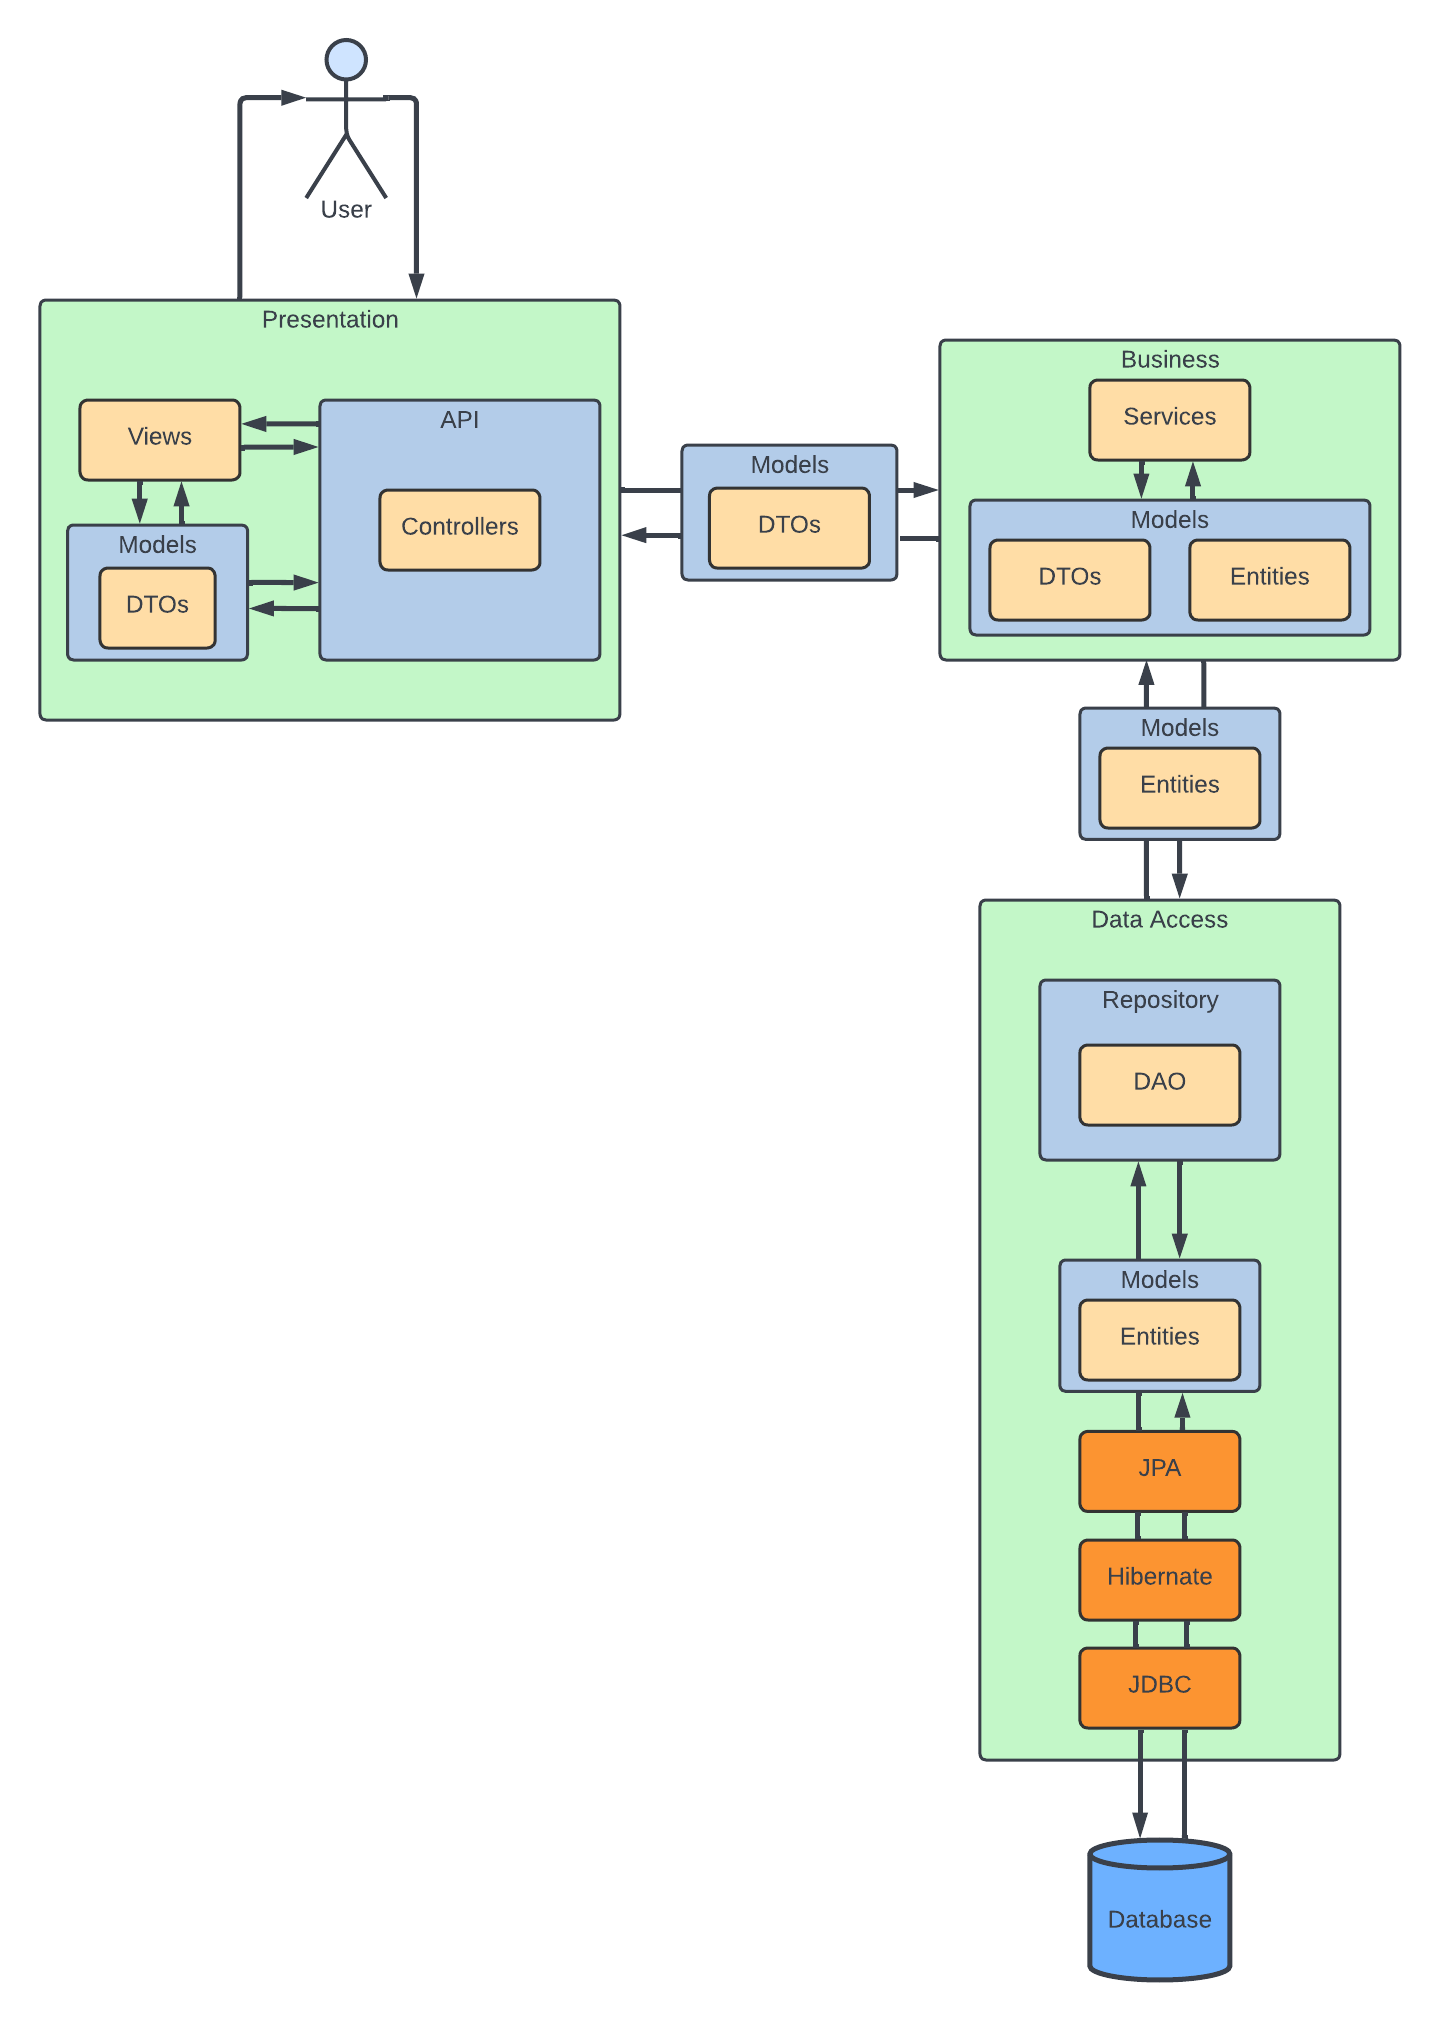 User
Presentation
Views
API
Controllers
Models
DTOs
Models
DTOs
Business
Services
Models
DTOs
Entities
Models
Entities
Data Access
Repository
DAO
Models
Entities
JPA
Hibernate
JDBC
Database